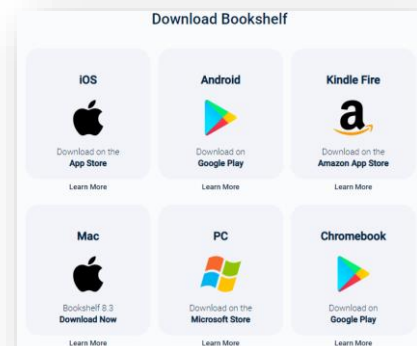 Download Bookshelf
iOS
Android
Kindle Fire
Download on the
App Store
Download on
Google Play
Download on the
Amazon App Store
Learn More
Learn More
Learn More
Mac
PC
Chromebook
Bookshelf 8.3
Download Now
Download on the
Microsoft Store
Download on
Google Play
Learn More
Learn More
Learn More